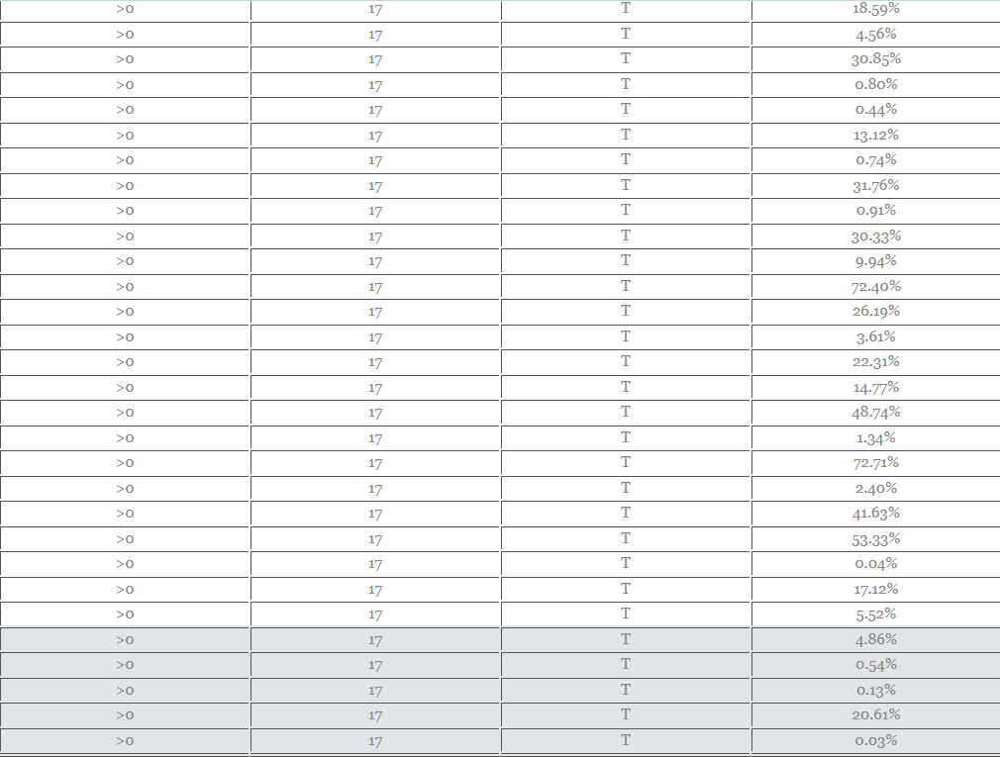 >0 17 T 18.59%
>0 17 T 4.56%
>0 17 T 30.85%
>0 17 T 0.80%
>0 17 T 0.44%
>0 17 T 13.12%
>0 17 T 0.74%
>0 17 T 31.76%
>0 17 T 0.91%
>0 17 T 30.33%
>0 17 T 9.94%
>0 17 T 72.40%
>0 17 T 26.19%
>0 17 T 3.61%
>0 17 T 22.31%
>0 17 T 14.77%
>0 17 T 48.74%
>0 17 T 1.34%
>0 17 T 72.71%
>0 17 T 2.40%
>0 17 T 41.63%
>0 17 T 53.33%
>0 17 T 0.04%
>0 17 T 17.12%
>0 17 T 5.52%
>0 17 T 4.86%
>0 17 T 0.54%
>0 17 T 0.13%
>0 17 T 20.61%
>0 17 T 0.03%